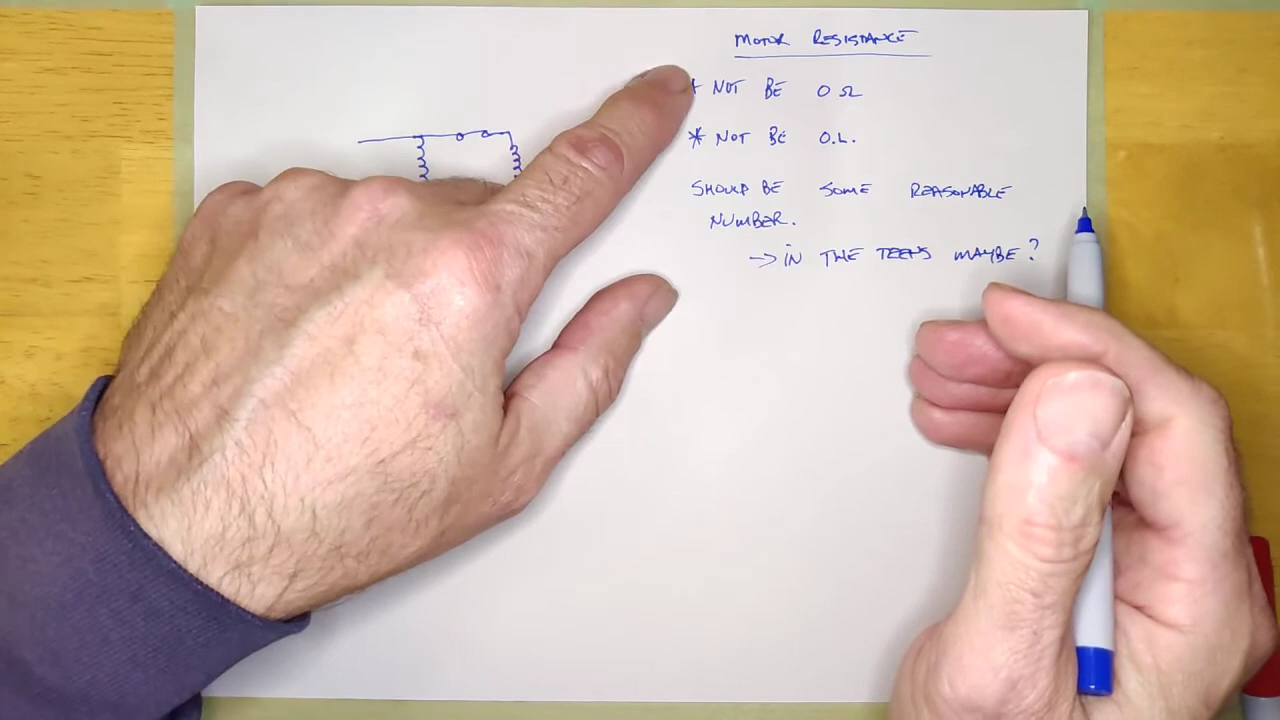 MOTOR RESISTANCE
* NOT BE 0 Ω
* NOT BE O.L.
SHOULD BE SOME REASONABLE
NUMBER.
→ IN THE TEENS MAYBE?